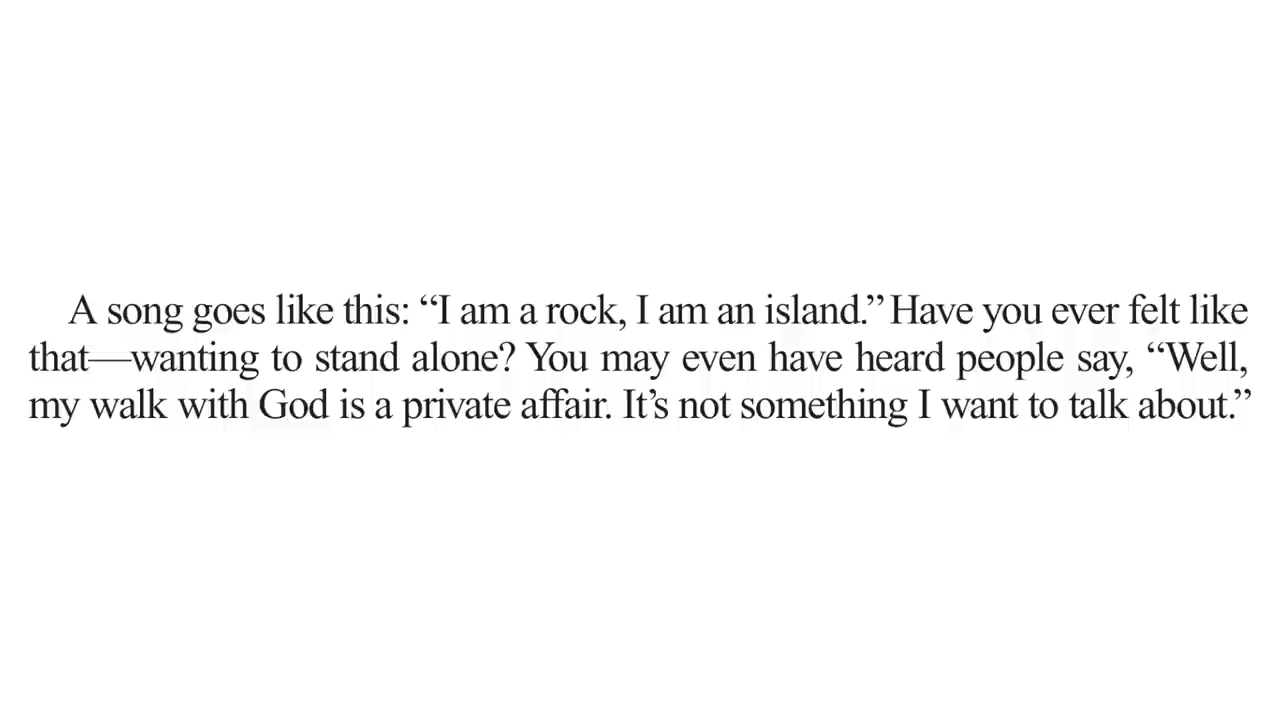 A song goes like this: “I am a rock, I am an island.” Have you ever felt like
that—wanting to stand alone? You may even have heard people say, “Well,
my walk with God is a private affair. It’s not something I want to talk about.”